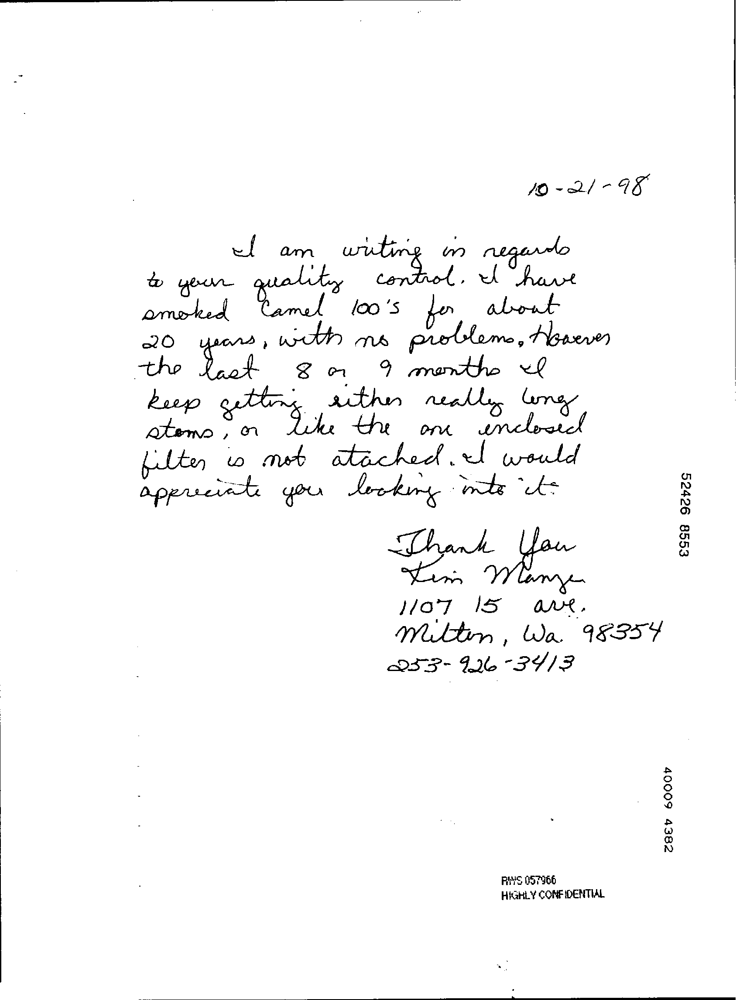 10-21-98
I am writing in regards
to your quality control. I have
smoked Camel 100's for about
20 years, with no problems. However
the last 8 or 9 months I
keep getting either really long
stems, or like the one enclosed
filter is not atached. I would
appreciate you looking into it.
Thank You
1107 15 ave.
Milton, Wa. 98354
253-926-3413
52426 8553
40009 4382
RWS 057966
HIGHLY CONFIDENTIAL